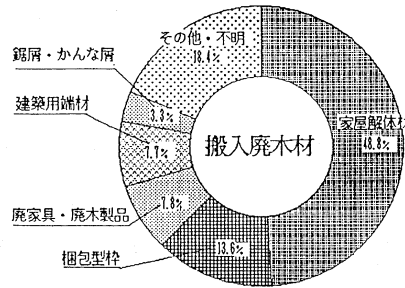 その他・不明
18.4%
鋸屑・かんな屑
3.3%
建築用端材
7.7%
搬入廃木材
家屋解体材
48.8%
廃家具・廃木製品
7.8%
梱包型枠
13.6%